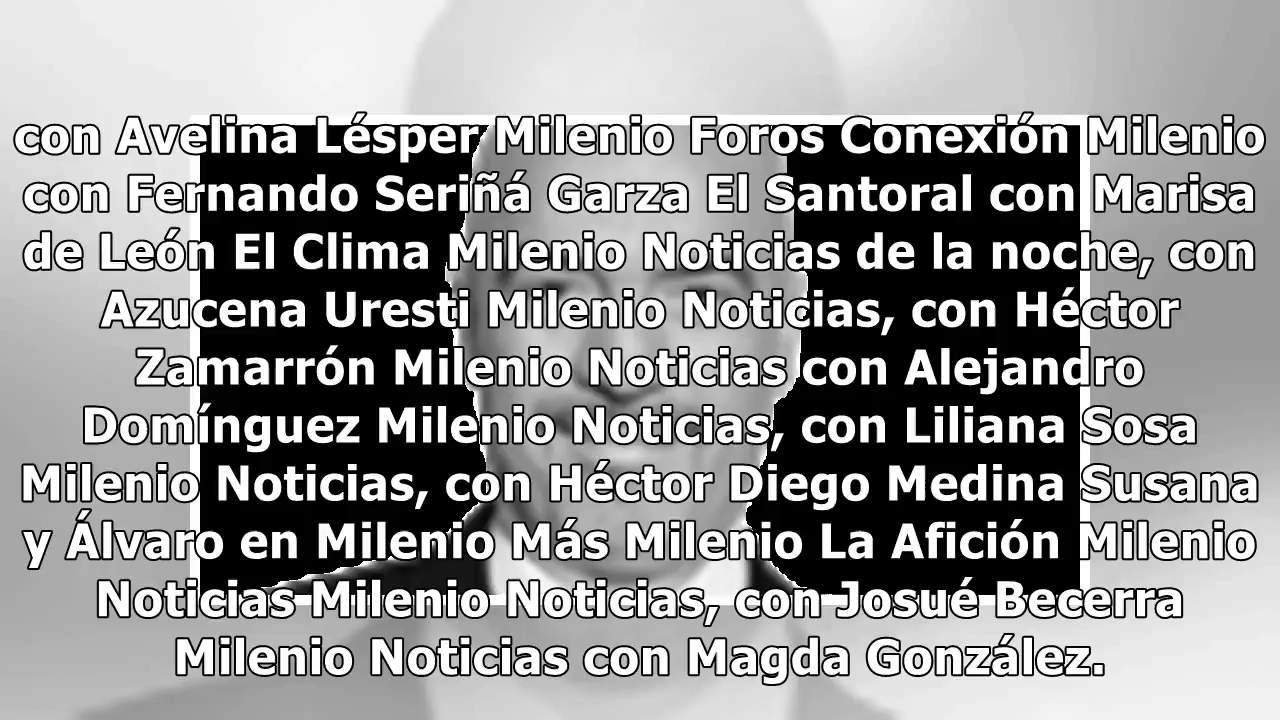 con Avelina Lésper Milenio Foros Conexión Milenio
con Fernando Seriñá Garza El Santoral con Marisa
de León El Clima Milenio Noticias de la noche, con
Azucena Uresti Milenio Noticias, con Héctor
Zamarrón Milenio Noticias con Alejandro
Domínguez Milenio Noticias, con Liliana Sosa
Milenio Noticias, con Héctor Diego Medina Susana
y Álvaro en Milenio Más Milenio La Afición Milenio
Noticias Milenio Noticias, con Josué Becerra
Milenio Noticias con Magda González.